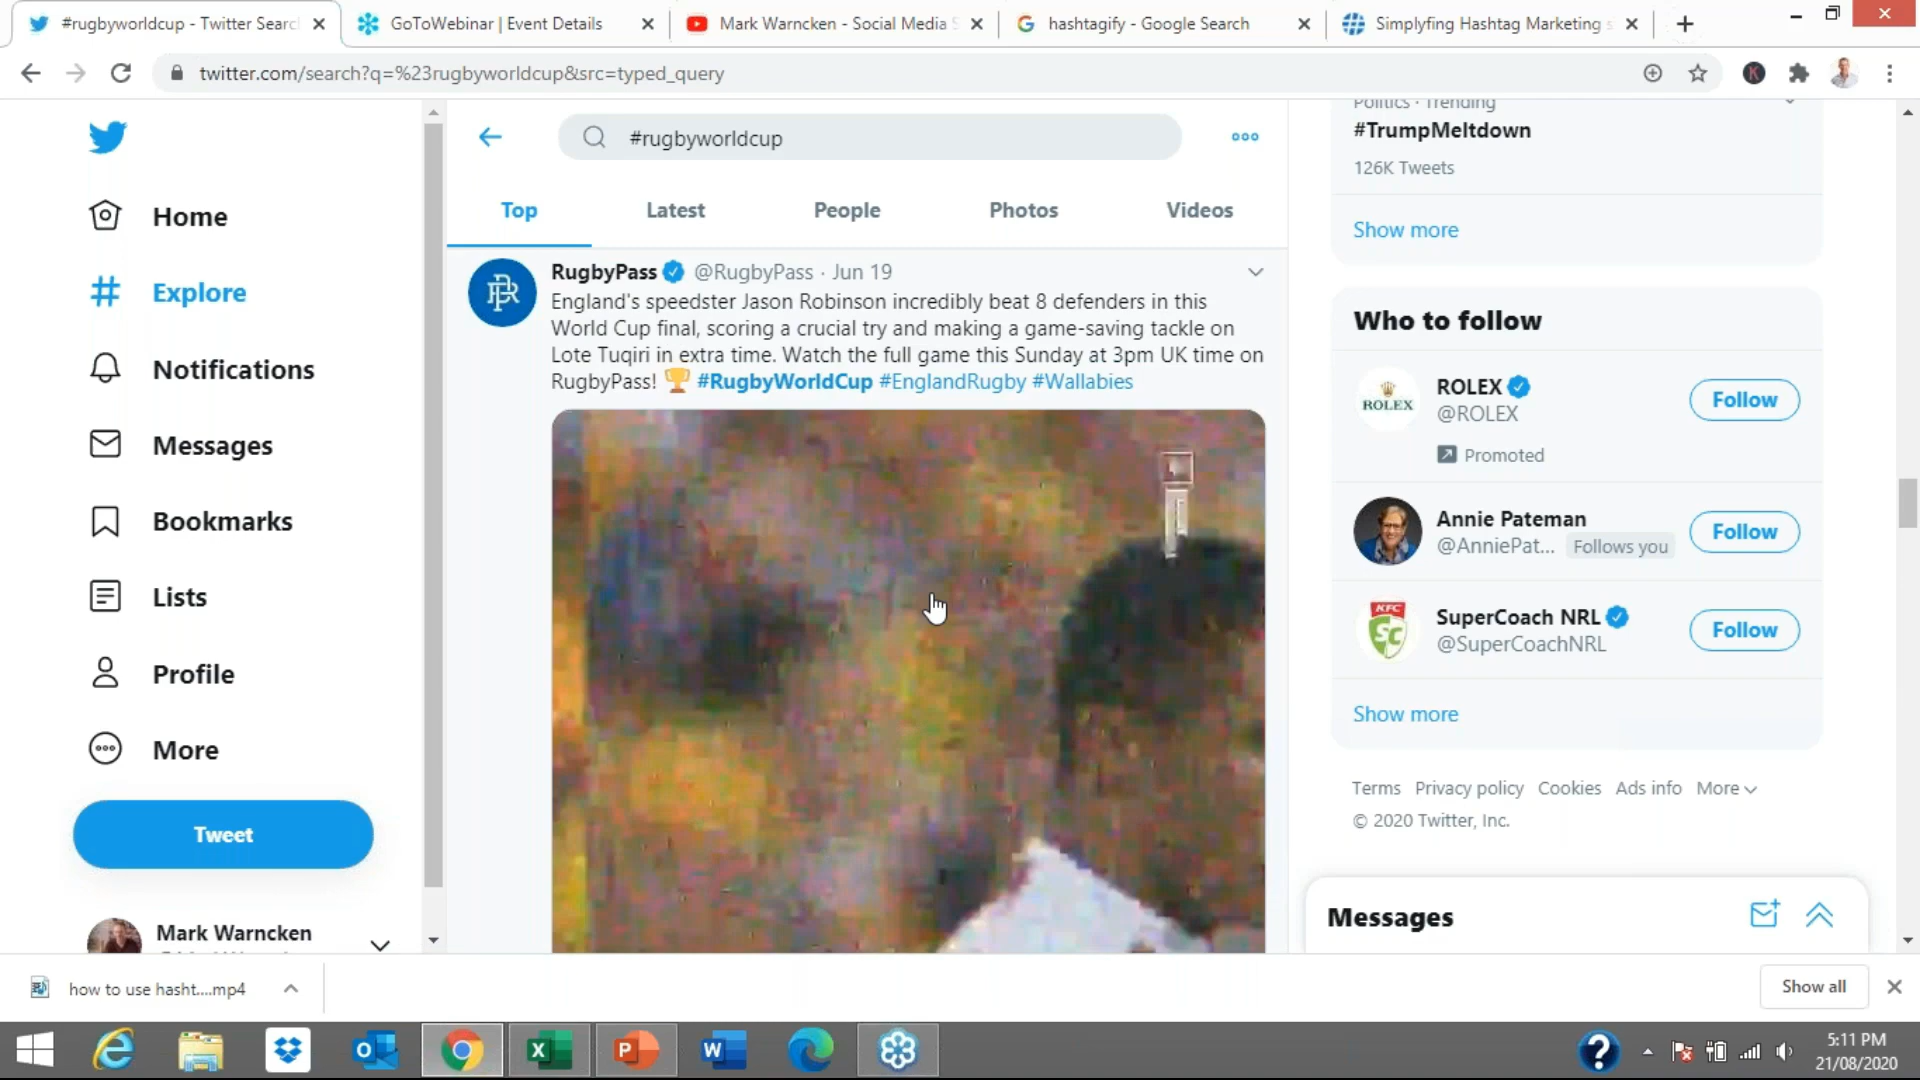 #rugbyworldcup - Twitter Searc
GoToWebinar | Event Details
Mark Warncken - Social Media S
hashtagify - Google Search
Simplyfing Hashtag Marketing s
twitter.com/search?q=%23rugbyworldcup&src=typed_query
K
#rugbyworldcup
Top
Latest
People
Photos
Videos
Home
Explore
Notifications
Messages
Bookmarks
Lists
Profile
More
Tweet
Mark Warncken
RugbyPass @RugbyPass · Jun 19
England's speedster Jason Robinson incredibly beat 8 defenders in this
World Cup final, scoring a crucial try and making a game-saving tackle on
Lote Tuqiri in extra time. Watch the full game this Sunday at 3pm UK time on
RugbyPass! #RugbyWorldCup #EnglandRugby #Wallabies
Politics · Trending
#TrumpMeltdown
126K Tweets
Show more
Who to follow
ROLEX
ROLEX
@ROLEX
Follow
Promoted
Annie Pateman
@AnniePat... Follows you
Follow
KFC
SC
SuperCoach NRL
@SuperCoachNRL
Follow
Show more
Terms Privacy policy Cookies Ads info More
© 2020 Twitter, Inc.
Messages
how to use hasht....mp4
Show all
5:11 PM
21/08/2020